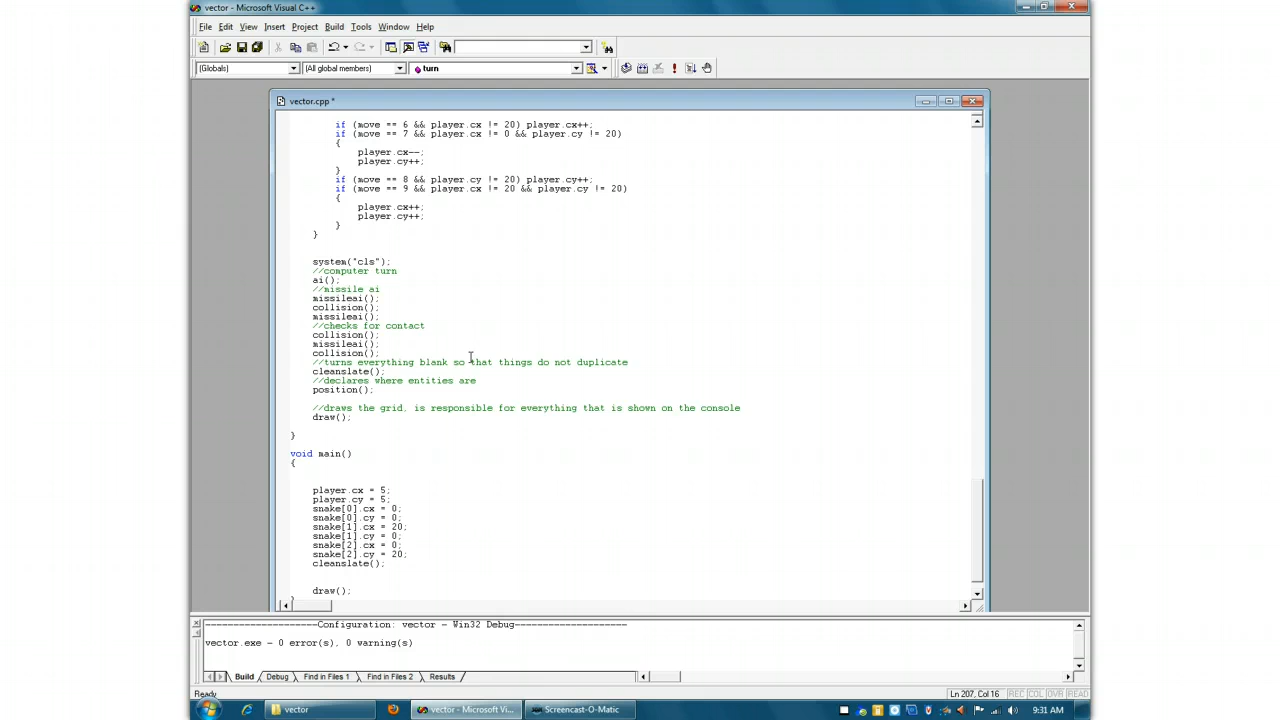 vector - Microsoft Visual C++
File Edit View Insert Project Build Tools Window Help
(Globals) (All global members) turn
vector.cpp *
if (move == 6 && player.cx != 20) player.cx++;
if (move == 7 && player.cx != 0 && player.cy != 20)
{
player.cx--;
player.cy++;
}
if (move == 8 && player.cy != 20) player.cy++;
if (move == 9 && player.cx != 20 && player.cy != 20)
{
player.cx++;
player.cy++;
}
}
system("cls");
//computer turn
ai();
//missile ai
missileai();
collision();
missileai();
//checks for contact
collision();
missileai();
collision();
//turns everything blank so that things do not duplicate
cleanslate();
//declares where entities are
position();
//draws the grid, is responsible for everything that is shown on the console
draw();
}
void main()
{
player.cx = 5;
player.cy = 5;
snake[0].cx = 0;
snake[0].cy = 0;
snake[1].cx = 20;
snake[1].cy = 0;
snake[2].cx = 0;
snake[2].cy = 20;
cleanslate();
draw();
}
--------------------Configuration: vector - Win32 Debug--------------------
vector.exe - 0 error(s), 0 warning(s)
Build Debug Find in Files 1 Find in Files 2 Results
Ready Ln 207, Col 16 REC COL OVR READ
vector vector - Microsoft Vi... Screencast-O-Matic 9:31 AM